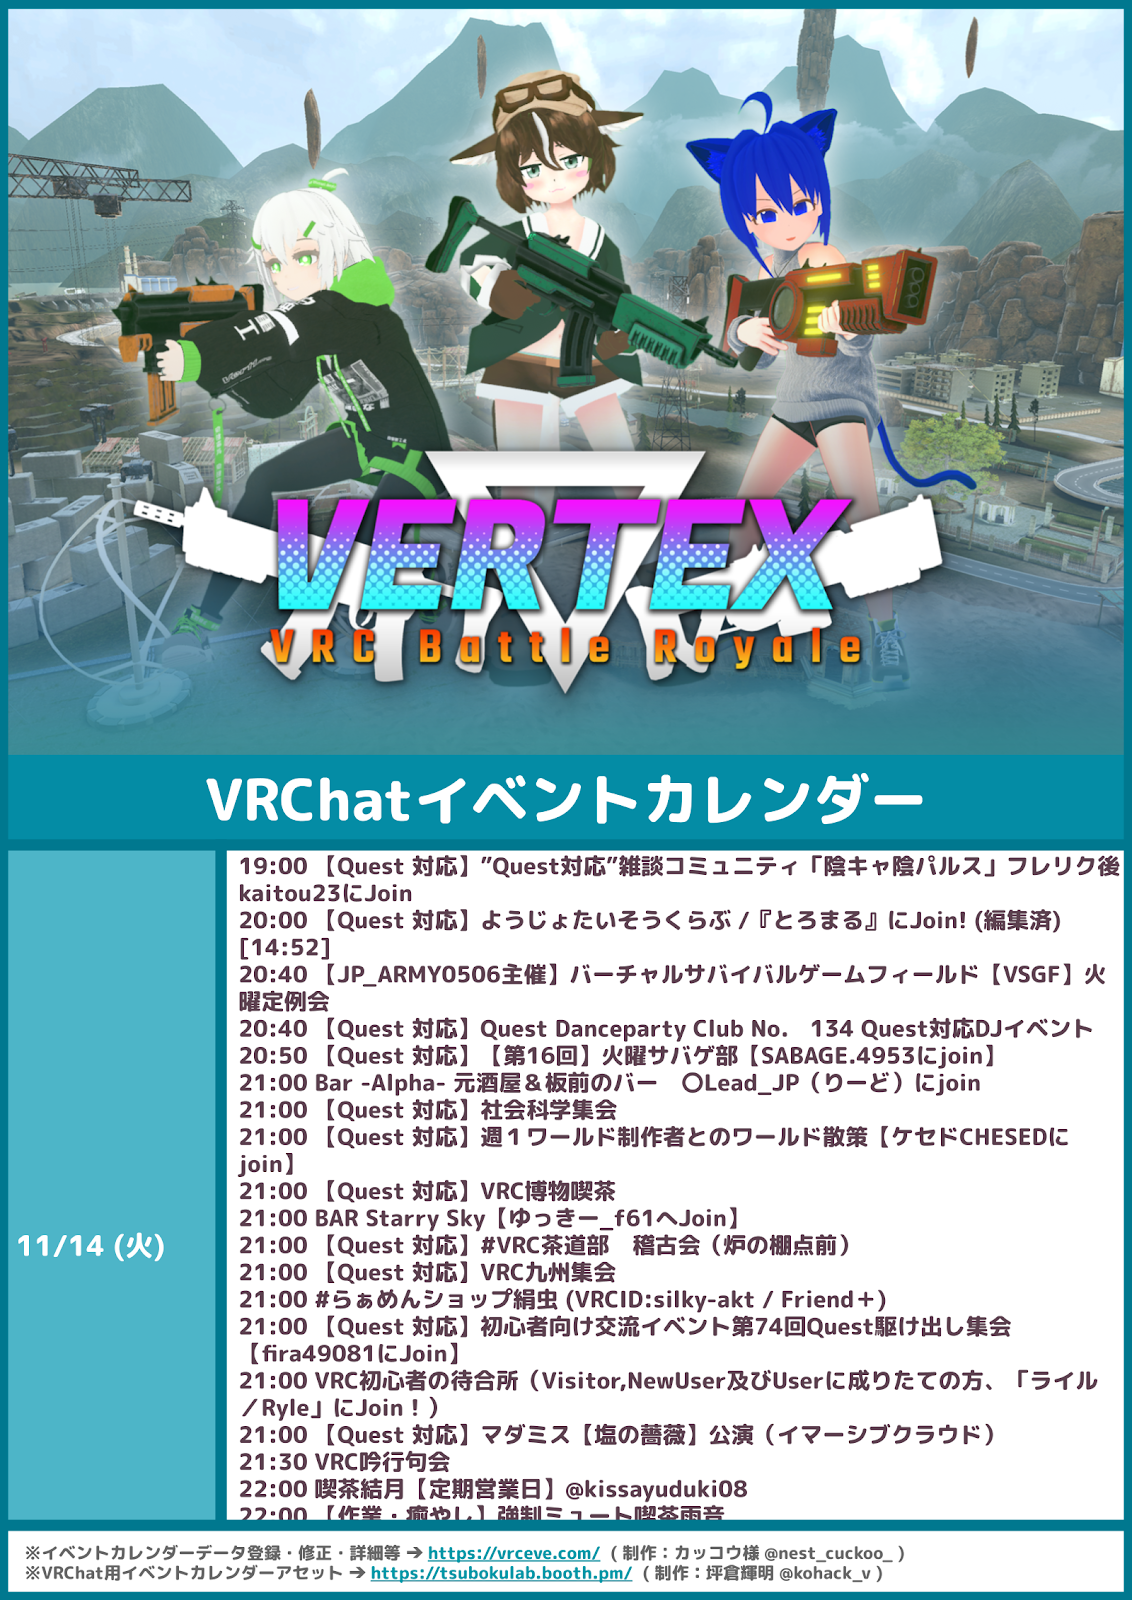 VERTEX
VRC Battle Royale
VRChatイベントカレンダー
11/14 (火)
19:00 【Quest 対応】”Quest対応”雑談コミュニティ「陰キャ陰パルス」フレリク後
kaitou23にJoin
20:00 【Quest 対応】ようじょたいそうくらぶ /『とろまる』にJoin! (編集済)
[14:52]
20:40 【JP_ARMY0506主催】バーチャルサバイバルゲームフィールド【VSGF】火
曜定例会
20:40 【Quest 対応】Quest Danceparty Club No.　134 Quest対応DJイベント
20:50 【Quest 対応】【第16回】火曜サバゲ部【SABAGE.4953にjoin】
21:00 Bar -Alpha- 元酒屋＆板前のバー　〇Lead_JP（りーど）にjoin
21:00 【Quest 対応】社会科学集会
21:00 【Quest 対応】週１ワールド制作者とのワールド散策【ケセドCHESEDに
join】
21:00 【Quest 対応】VRC博物喫茶
21:00 BAR Starry Sky【ゆっきー_f61へJoin】
21:00 【Quest 対応】#VRC茶道部　稽古会（炉の棚点前）
21:00 【Quest 対応】VRC九州集会
21:00 #らぁめんショップ絹虫 (VRCID:silky-akt / Friend＋)
21:00 【Quest 対応】初心者向け交流イベント第74回Quest駆け出し集会
【fira49081にJoin】
21:00 VRC初心者の待合所（Visitor,NewUser及びUserに成りたての方、「ライル
／Ryle」にJoin！）
21:00 【Quest 対応】マダミス【塩の薔薇】公演（イマーシブクラウド）
21:30 VRC吟行句会
22:00 喫茶結月【定期営業日】@kissayuduki08
22:00 【作業・癒やし】強制ミュート喫茶雨音
※イベントカレンダーデータ登録・修正・詳細等 ➔ https://vrceve.com/ ( 制作：カッコウ様 @nest_cuckoo_ )
※VRChat用イベントカレンダーアセット ➔ https://tsubokulab.booth.pm/ ( 制作：坪倉輝明 @kohack_v )